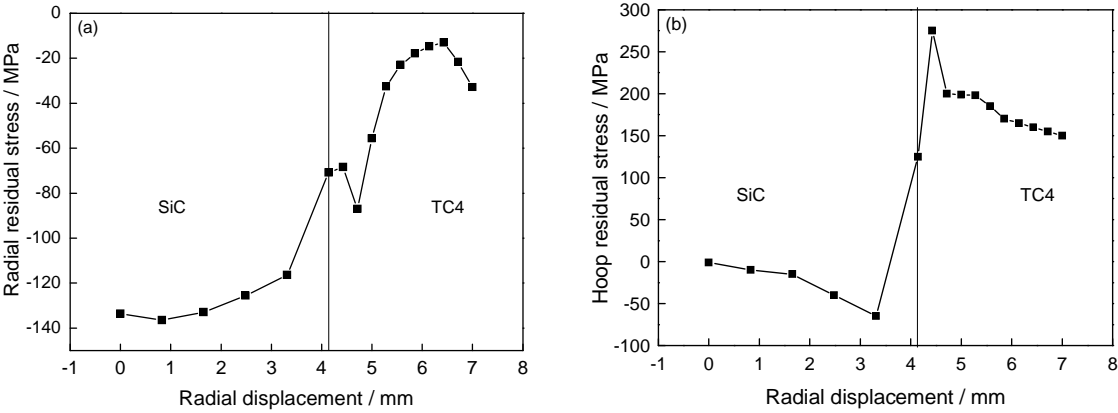 (a)
Radial residual stress / MPa
0
-20
-40
-60
-80
-100
-120
-140
SiC
TC4
-1 0 1 2 3 4 5 6 7 8
Radial displacement / mm
(b)
Hoop residual stress / MPa
300
250
200
150
100
50
0
-50
-100
SiC
TC4
-1 0 1 2 3 4 5 6 7 8
Radial displacement / mm